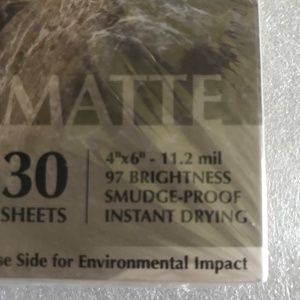 MATTE
30
SHEETS
4"x6" - 11.2 mil
97 BRIGHTNESS
SMUDGE-PROOF
INSTANT DRYING
Side for Environmental Impact